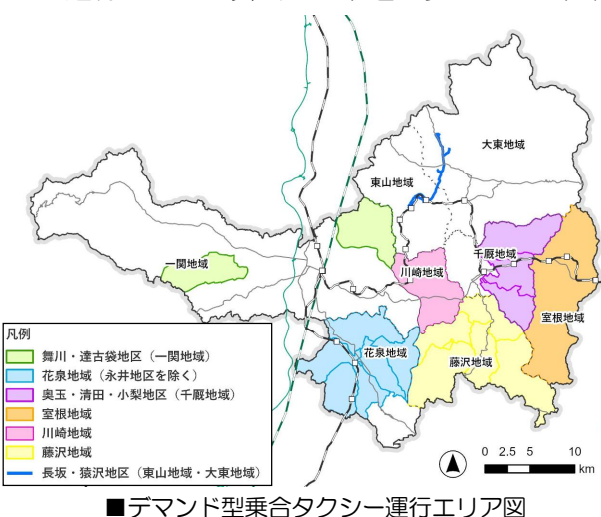 大東地域
東山地域
千厩地域
一関地域
川崎地域
室根地域
花泉地域
藤沢地域
凡例
舞川・達古袋地区（一関地域）
花泉地域（永井地区を除く）
奥玉・清田・小梨地区（千厩地域）
室根地域
川崎地域
藤沢地域
長坂・猿沢地区（東山地域・大東地域）
0 2.5 5 10
km
■デマンド型乗合タクシー運行エリア図